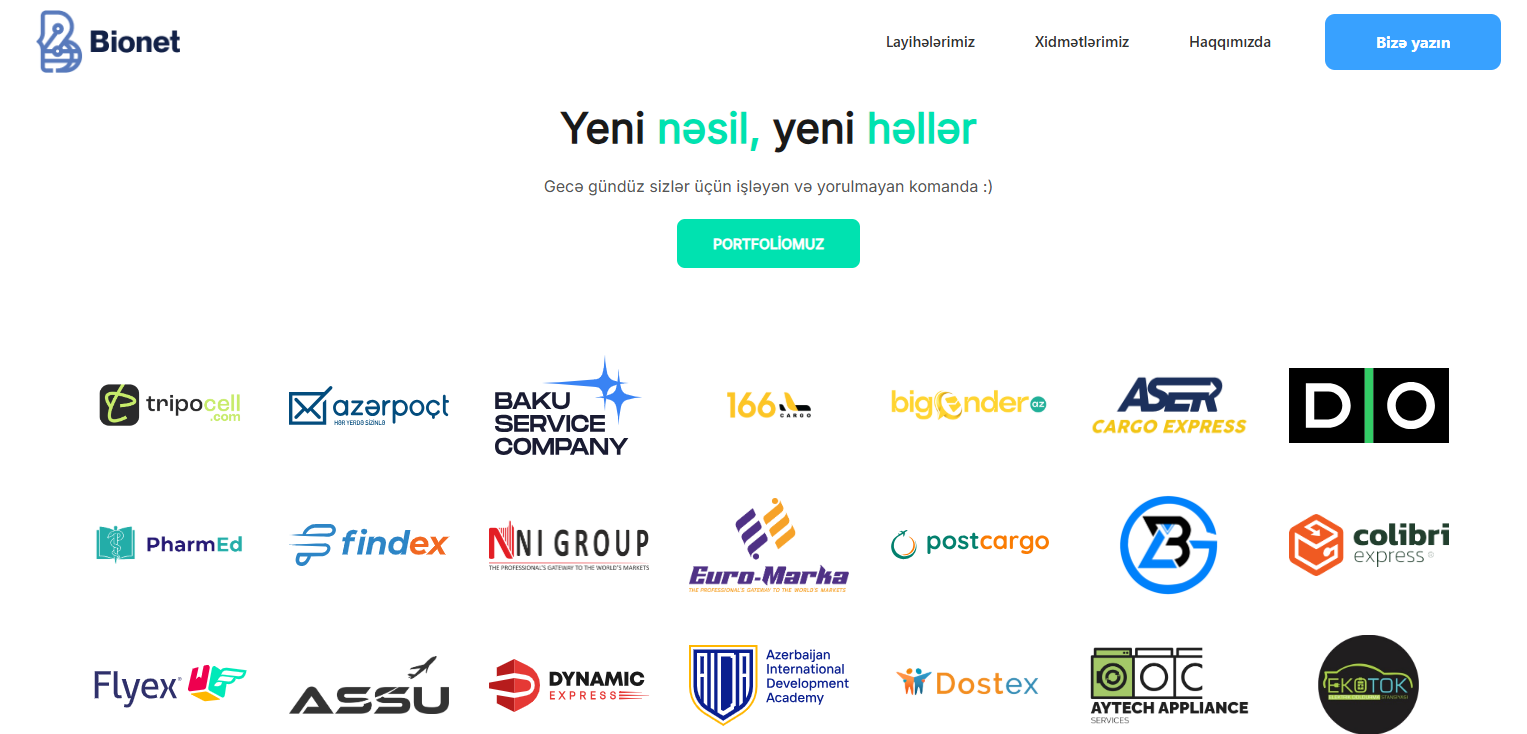 Bionet
Layihələrimiz
Xidmətlərimiz
Haqqımızda
Bizə yazın
Yeni nəsil, yeni həllər
Gecə gündüz sizlər üçün işləyən və yorulmayan komanda :)
PORTFOLİOMUZ
tripocell
.com
azərpoçt
HƏR YERDƏ SİZİNLƏ
BAKU
SERVICE
COMPANY
166
CARGO
ASER
CARGO EXPRESS
D|O
PharmEd
findex
NNI GROUP
THE PROFESSIONAL'S GATEWAY TO THE WORLD'S MARKETS
Euro-Marka
THE PROFESSIONAL'S GATEWAY TO THE WORLD'S MARKETS
postcargo
colibri
express
Flyex
ASSU
DYNAMIC
EXPRESS
AIDA
Azerbaijan
International
Development
Academy
Dostex
AYTECH APPLIANCE
SERVICES
EKOTOK